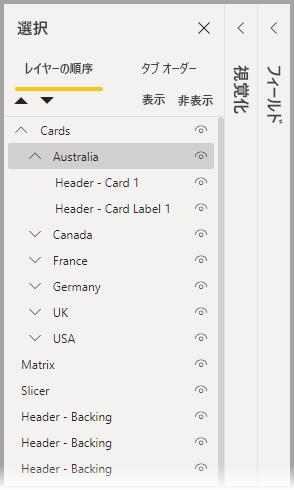 選択
レイヤーの順序 タブ オーダー
表示 非表示
Cards
Australia
Header - Card 1
Header - Card Label 1
Canada
France
Germany
UK
USA
Matrix
Slicer
Header - Backing
Header - Backing
Header - Backing
視覚化
フィールド